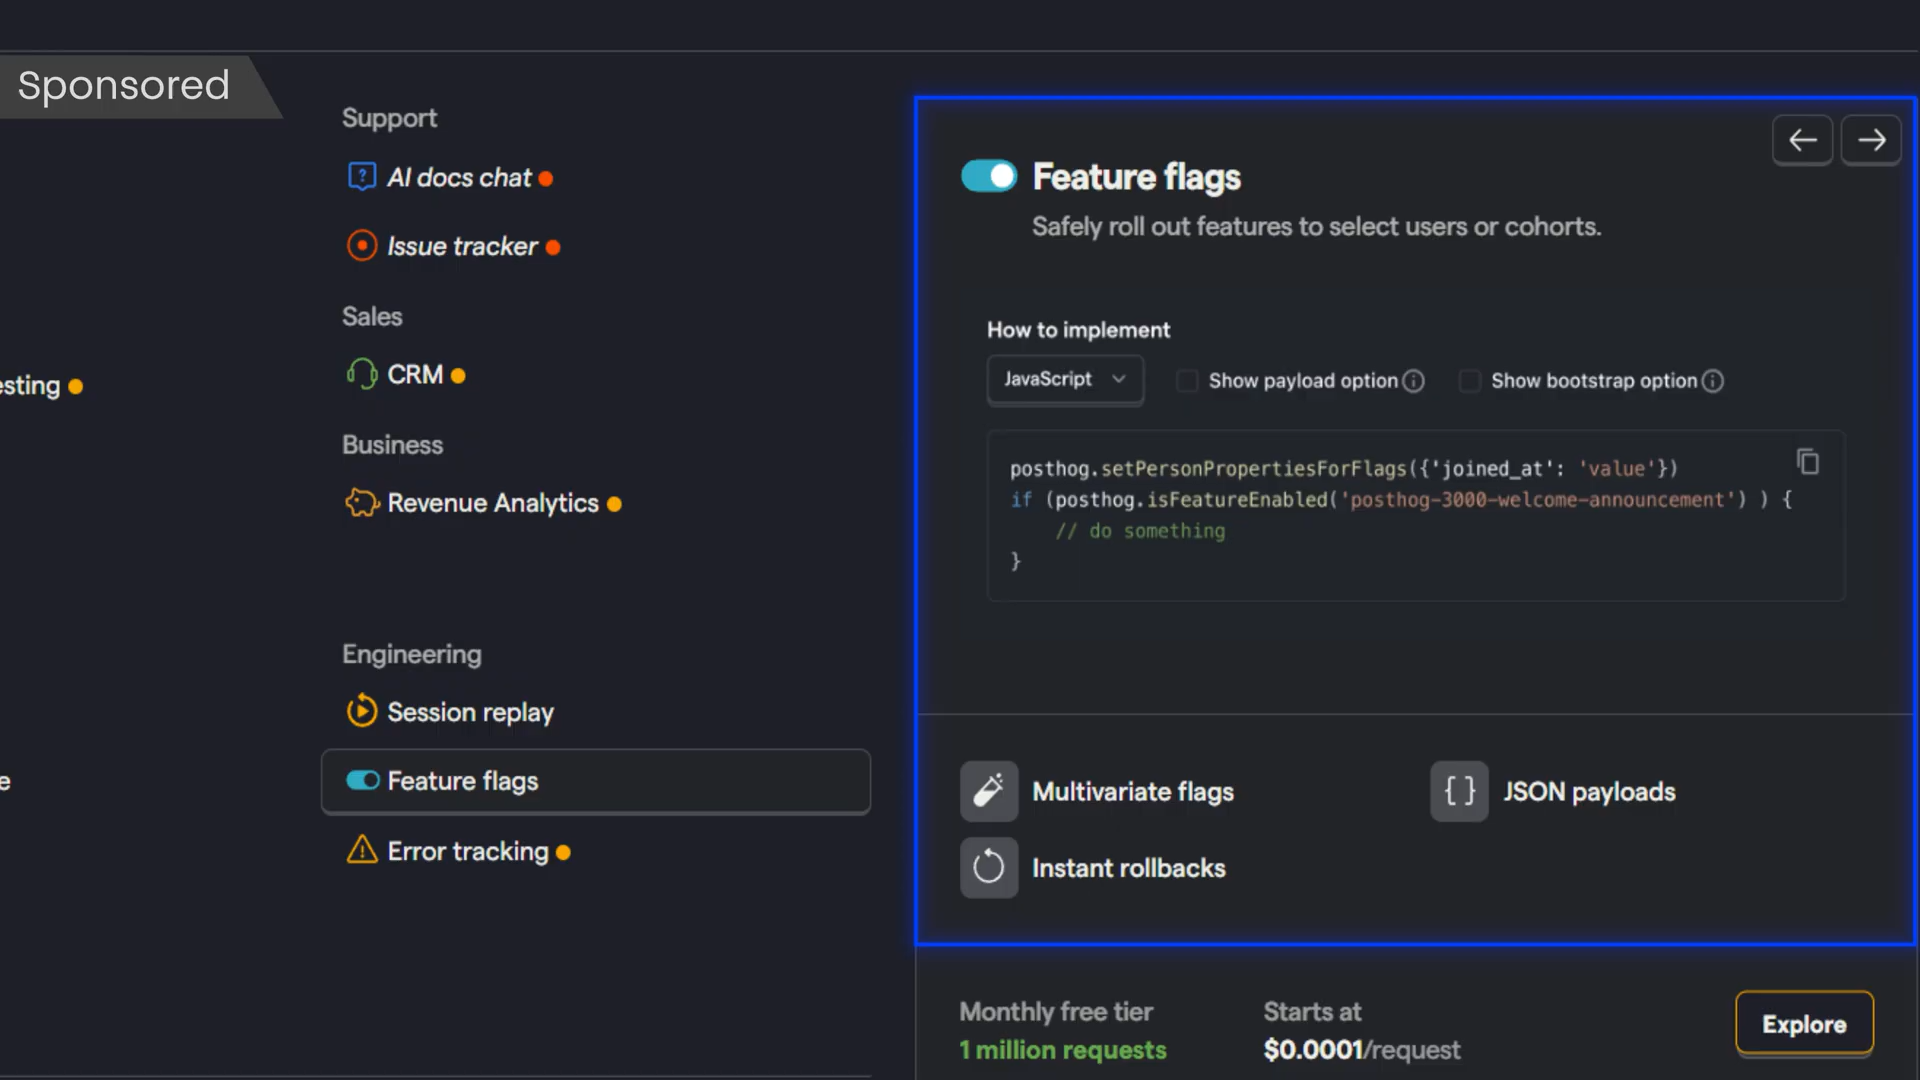 Sponsored
esting
e
Support
AI docs chat
Issue tracker
Sales
CRM
Business
Revenue Analytics
Engineering
Session replay
Feature flags
Error tracking
Feature flags
Safely roll out features to select users or cohorts.
How to implement
JavaScript
Show payload option
Show bootstrap option
posthog.setPersonPropertiesForFlags({'joined_at': 'value'})
if (posthog.isFeatureEnabled('posthog-3000-welcome-announcement') ) {
// do something
}
Multivariate flags
JSON payloads
Instant rollbacks
Monthly free tier
1 million requests
Starts at
$0.0001/request
Explore